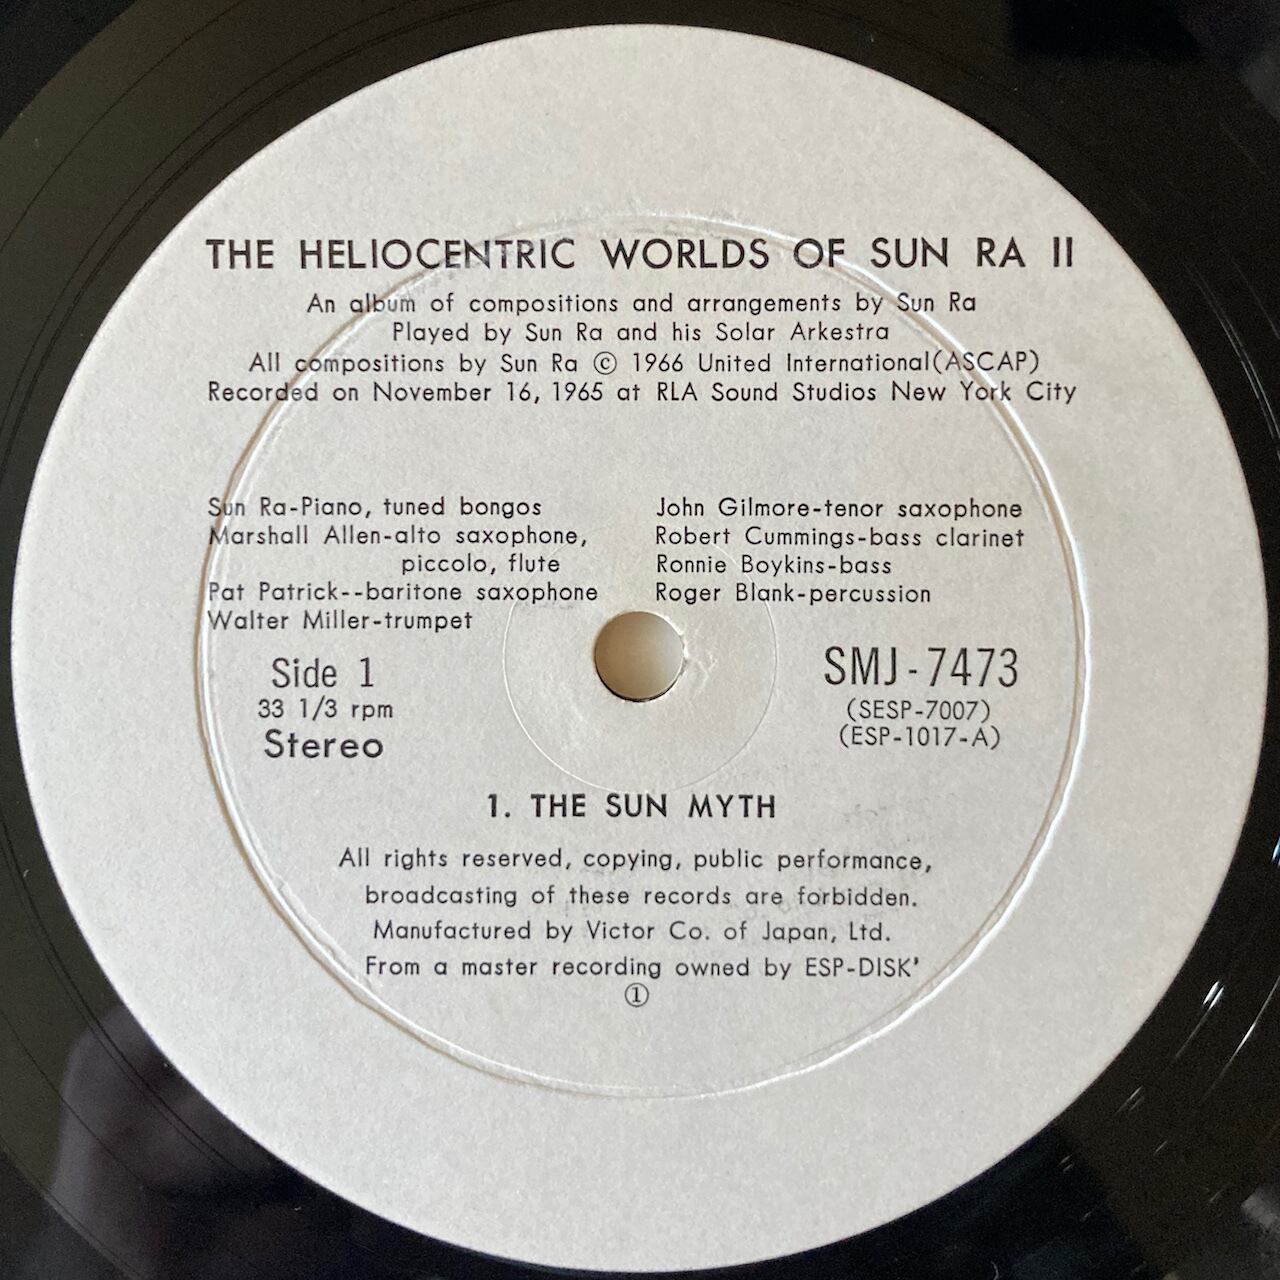 THE HELIOCENTRIC WORLDS OF SUN RA II
An album of compositions and arrangements by Sun Ra
Played by Sun Ra and his Solar Arkestra
All compositions by Sun Ra © 1966 United International(ASCAP)
Recorded on November 16, 1965 at RLA Sound Studios New York City
Sun Ra-Piano, tuned bongos
Marshall Allen-alto saxophone,
piccolo, flute
Pat Patrick--baritone saxophone
Walter Miller-trumpet
John Gilmore-tenor saxophone
Robert Cummings-bass clarinet
Ronnie Boykins-bass
Roger Blank-percussion
Side 1
33 1/3 rpm
Stereo
SMJ-7473
(SESP-7007)
(ESP-1017-A)
1. THE SUN MYTH
All rights reserved, copying, public performance,
broadcasting of these records are forbidden.
Manufactured by Victor Co. of Japan, Ltd.
From a master recording owned by ESP-DISK'
①